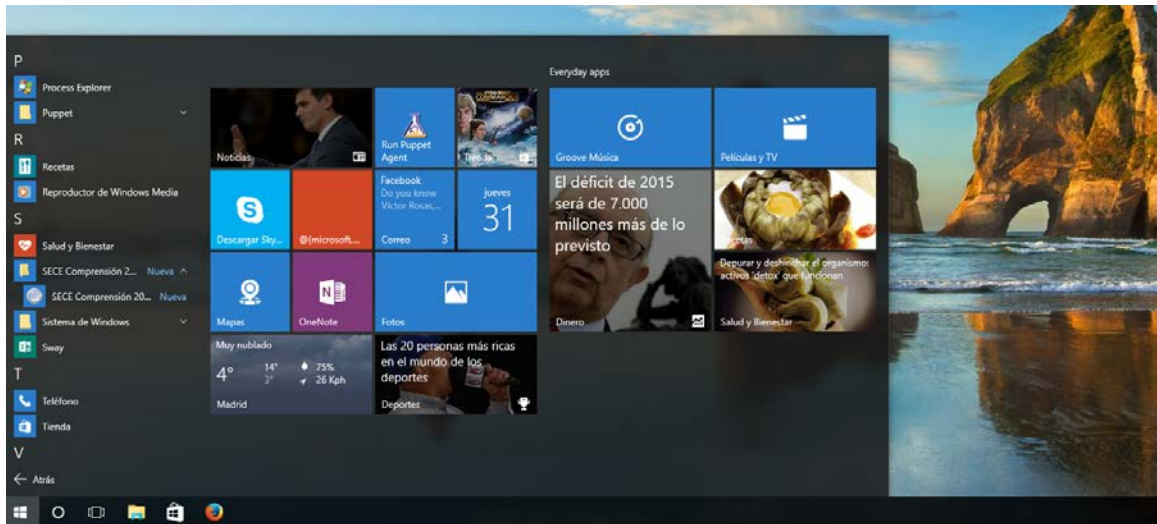 P
Process Explorer
Puppet
R
Recetas
Reproductor de Windows Media
S
Salud y Bienestar
SECE Comprensión 2... Nueva
SECE Comprensión 20... Nueva
Sistema de Windows
Sway
T
Teléfono
Tienda
V
Atrás
Noticias
Run Puppet
Agent
Tienda
Descargar Sky...
@{microsoft....
Facebook
Do you know
Víctor Rosas,...
Correo 3
jueves
31
Mapas
OneNote
Fotos
Muy nublado
4° 14° 75%
3° 26 Kph
Madrid
Las 20 personas más ricas
en el mundo de los
deportes
Deportes
Everyday apps
Groove Música
Películas y TV
El déficit de 2015
será de 7.000
millones más de lo
previsto
Dinero
Recetas
Depurar y deshinchar el organismo:
activos 'detox' que funcionan
Salud y Bienestar